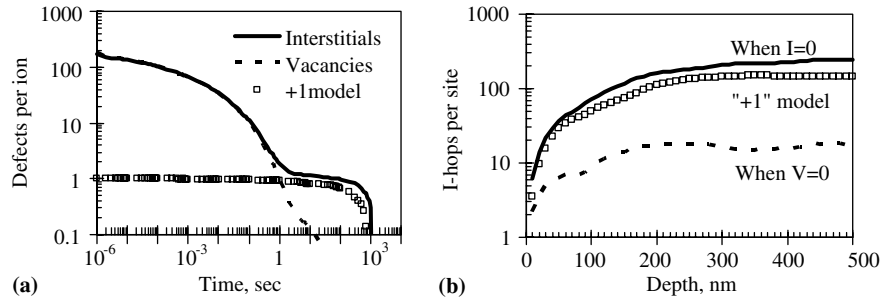 1000
100
10
1
0.1
Defects per ion
Interstitials
Vacancies
+1model
10-6
10-3
1
103
Time, sec
(a)
1000
100
10
1
I-hops per site
When I=0
"+1" model
When V=0
0
100
200
300
400
500
Depth, nm
(b)